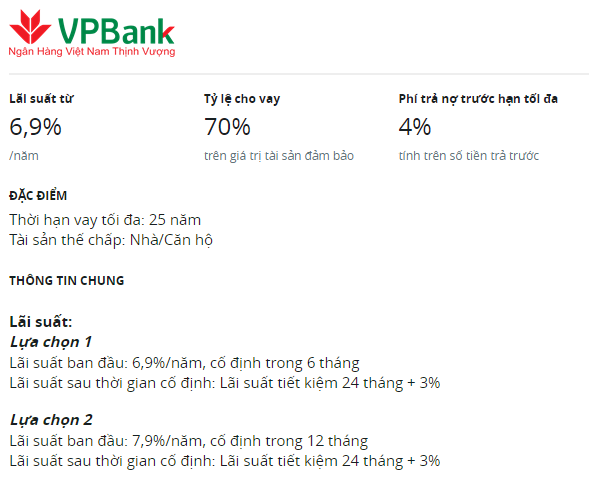 VPBank
Ngân Hàng Việt Nam Thịnh Vượng
Lãi suất từ
6,9%
/năm
Tỷ lệ cho vay
70%
trên giá trị tài sản đảm bảo
Phí trả nợ trước hạn tối đa
4%
tính trên số tiền trả trước
ĐẶC ĐIỂM
Thời hạn vay tối đa: 25 năm
Tài sản thế chấp: Nhà/Căn hộ
THÔNG TIN CHUNG
Lãi suất:
Lựa chọn 1
Lãi suất ban đầu: 6,9%/năm, cố định trong 6 tháng
Lãi suất sau thời gian cố định: Lãi suất tiết kiệm 24 tháng + 3%
Lựa chọn 2
Lãi suất ban đầu: 7,9%/năm, cố định trong 12 tháng
Lãi suất sau thời gian cố định: Lãi suất tiết kiệm 24 tháng + 3%